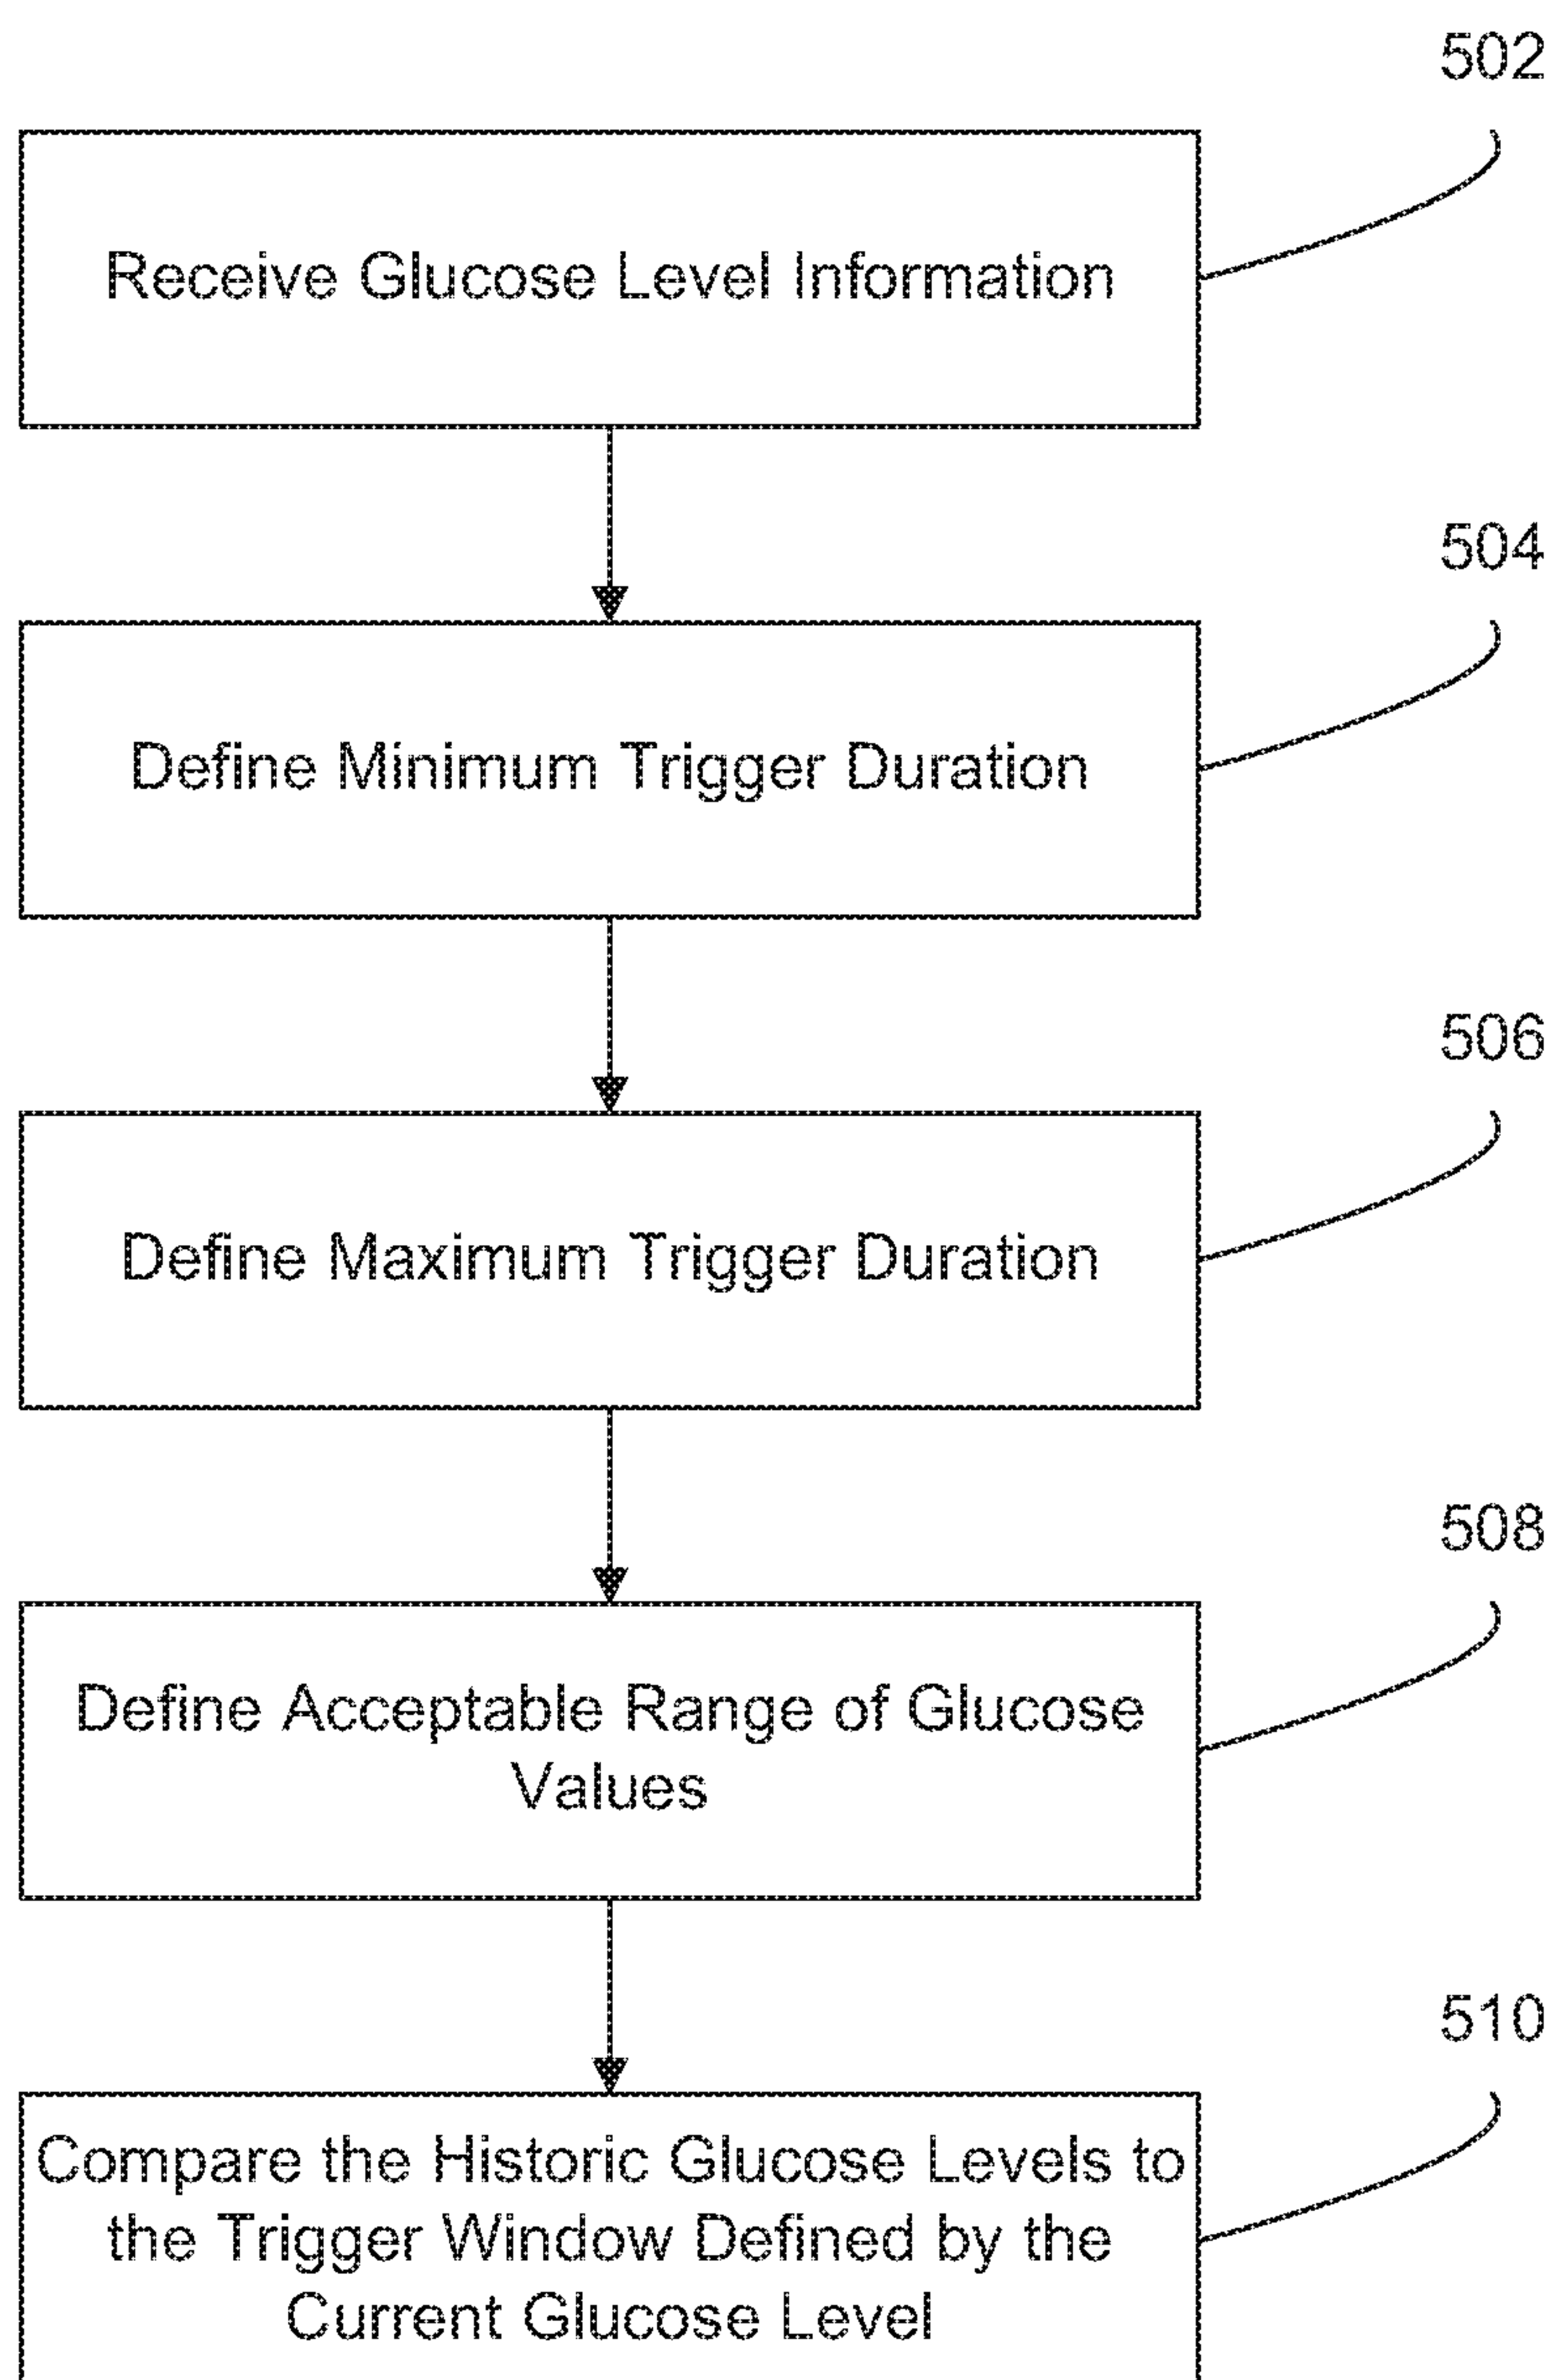 502
Receive Glucose Level Information
504
Define Minimum Trigger Duration
506
Define Maximum Trigger Duration
508
Define Acceptable Range of Glucose
Values
510
Compare the Historic Glucose Levels to
the Trigger Window Defined by the
Current Glucose Level